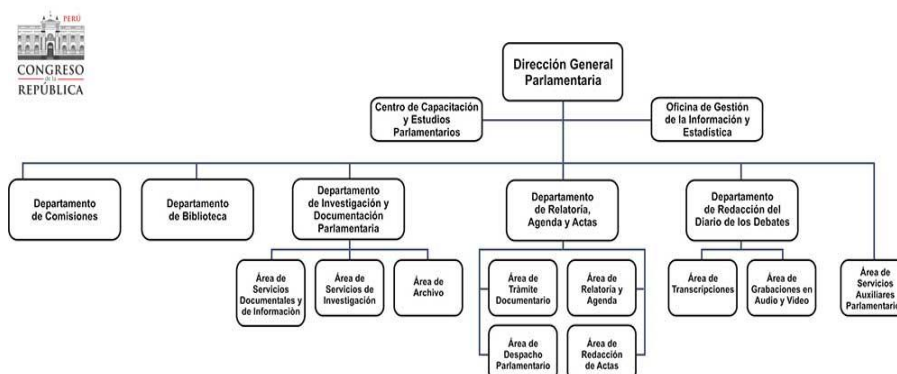 PERÚ
CONGRESO
de la
REPÚBLICA
Dirección General
Parlamentaria
Centro de Capacitación
y Estudios
Parlamentarios
Oficina de Gestión
de la Información y
Estadística
Departamento
de Comisiones
Departamento
de Biblioteca
Departamento
de Investigación y
Documentación
Parlamentaria
Departamento
de Relatoría,
Agenda y Actas
Departamento
de Redacción del
Diario de los Debates
Área de
Servicios
Documentales y
de Informaciòn
Área de
Servicios de
Investigación
Área de
Archivo
Área de
Tràmite
Documentario
Área de
Relatoría y
Agenda
Área de
Transcripciones
Área de
Grabaciones en
Audio y Video
Área de
Servicios
Auxiliares
Parlamentario
Área de
Despacho
Parlamentario
Área de
Redacción
de Actas